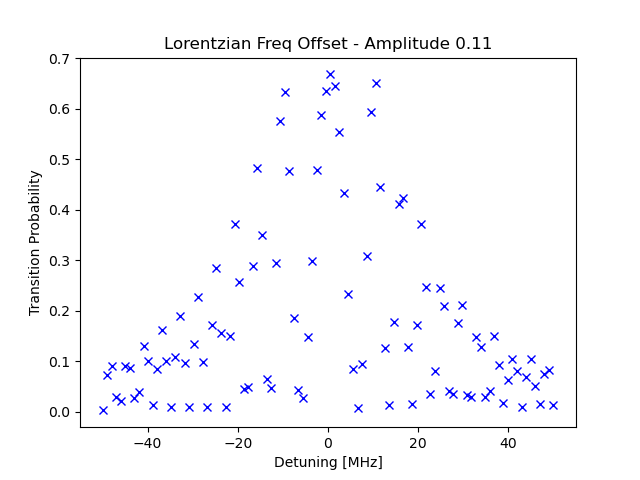 Lorentzian Freq Offset - Amplitude 0.11
Transition Probability
0.7
0.6
0.5
0.4
0.3
0.2
0.1
0.0
−40 −20 0 20 40
Detuning [MHz]